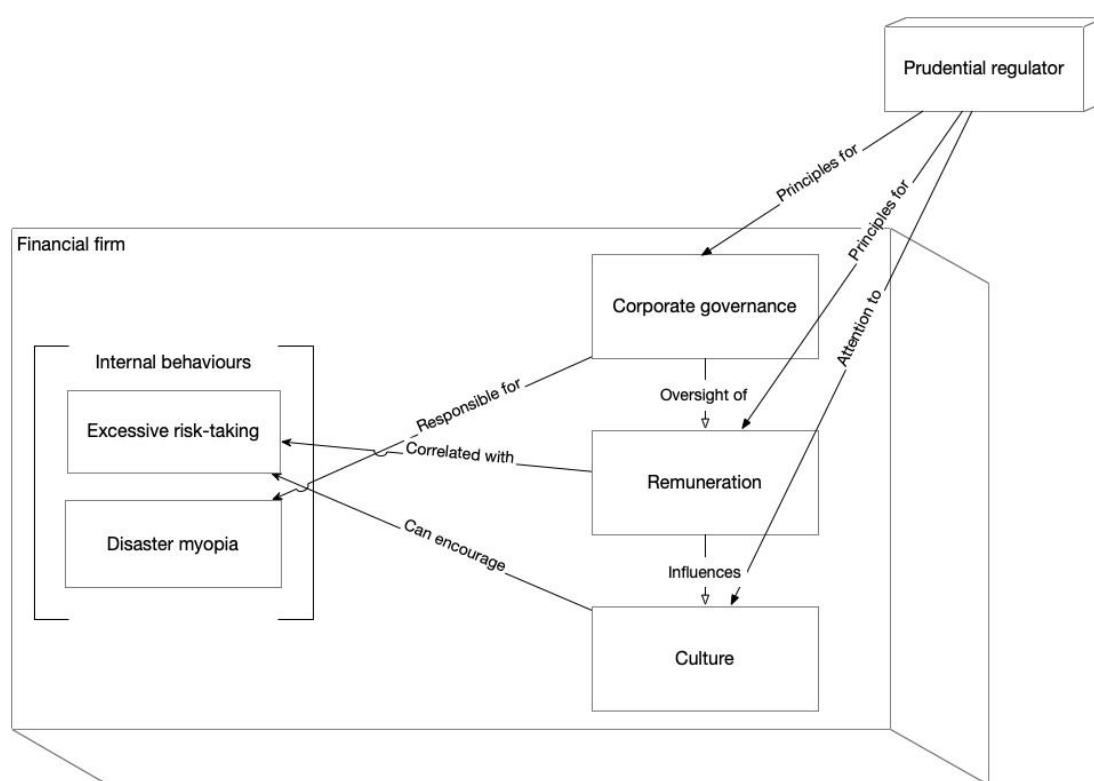 Prudential regulator
Principles for
Principles for
Attention to
Financial firm
Corporate governance
Internal behaviours
Responsible for
Oversight of
Excessive risk-taking
Correlated with
Remuneration
Disaster myopia
Can encourage
Influences
Culture